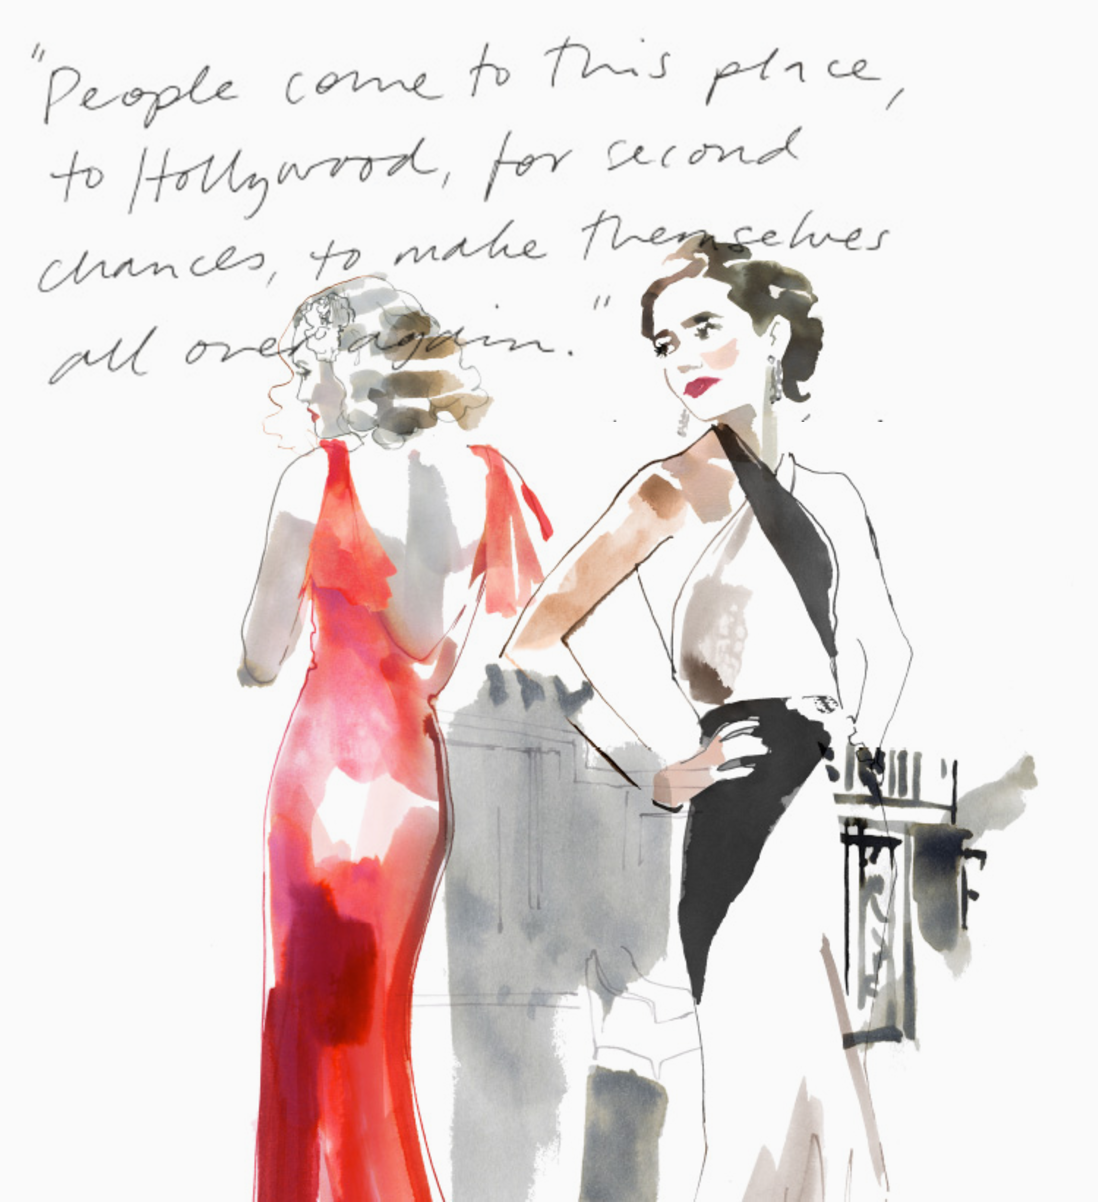 "People come to this place,
to Hollywood, for second
chances, to make themselves
all over again."